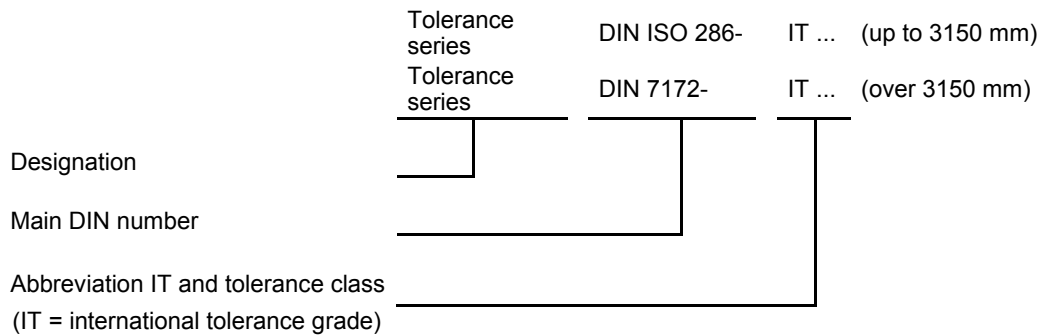 Tolerance
series DIN ISO 286- IT ... (up to 3150 mm)
Tolerance
series DIN 7172- IT ... (over 3150 mm)
Designation
Main DIN number
Abbreviation IT and tolerance class
(IT = international tolerance grade)